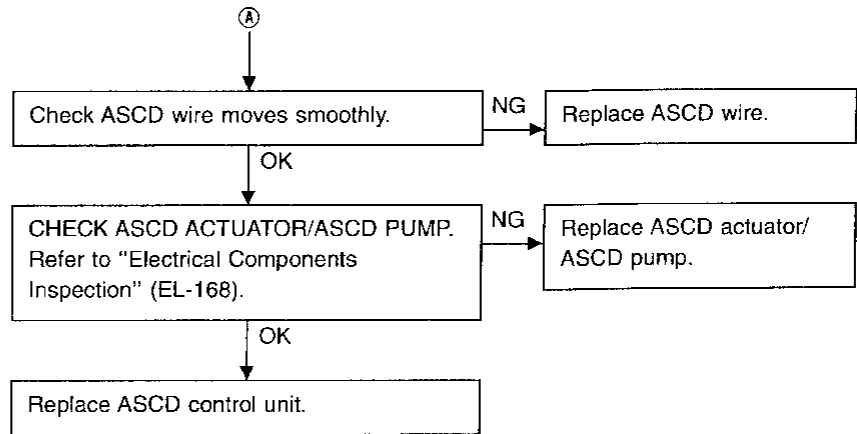 Ⓐ
Check ASCD wire moves smoothly.
NG
Replace ASCD wire.
OK
CHECK ASCD ACTUATOR/ASCD PUMP.
Refer to “Electrical Components
Inspection” (EL-168).
NG
Replace ASCD actuator/
ASCD pump.
OK
Replace ASCD control unit.